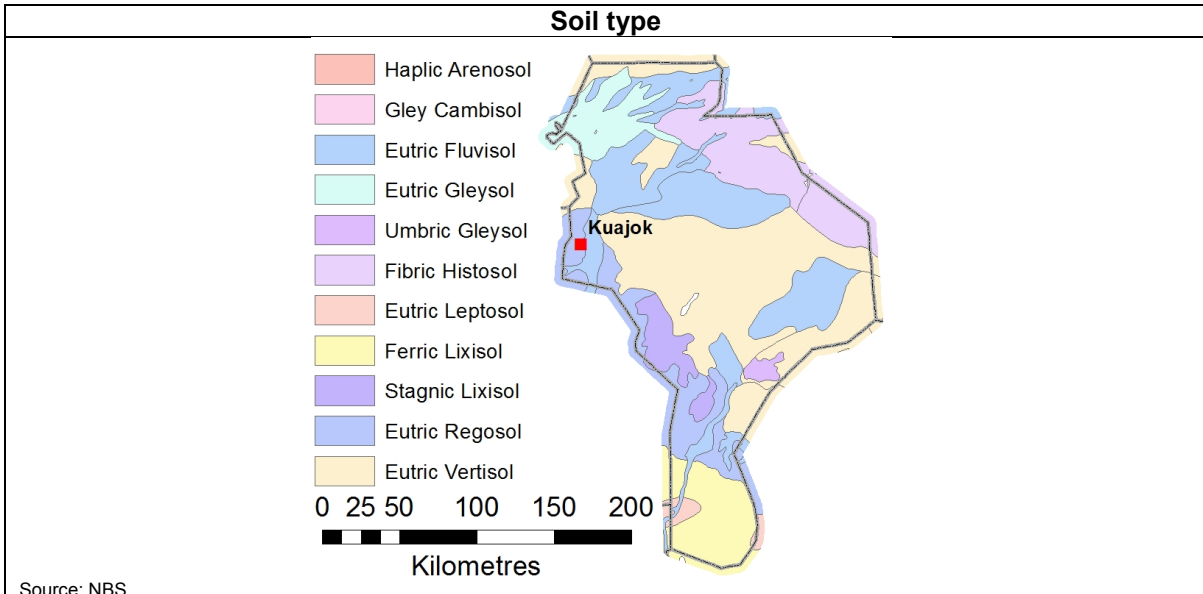 Soil type
Haplic Arenosol
Gley Cambisol
Eutric Fluvisol
Eutric Gleysol
Umbric Gleysol
Fibric Histosol
Eutric Leptosol
Ferric Lixisol
Stagnic Lixisol
Eutric Regosol
Eutric Vertisol
Kuajok
0 25 50 100 150 200
Kilometres
Source: NBS